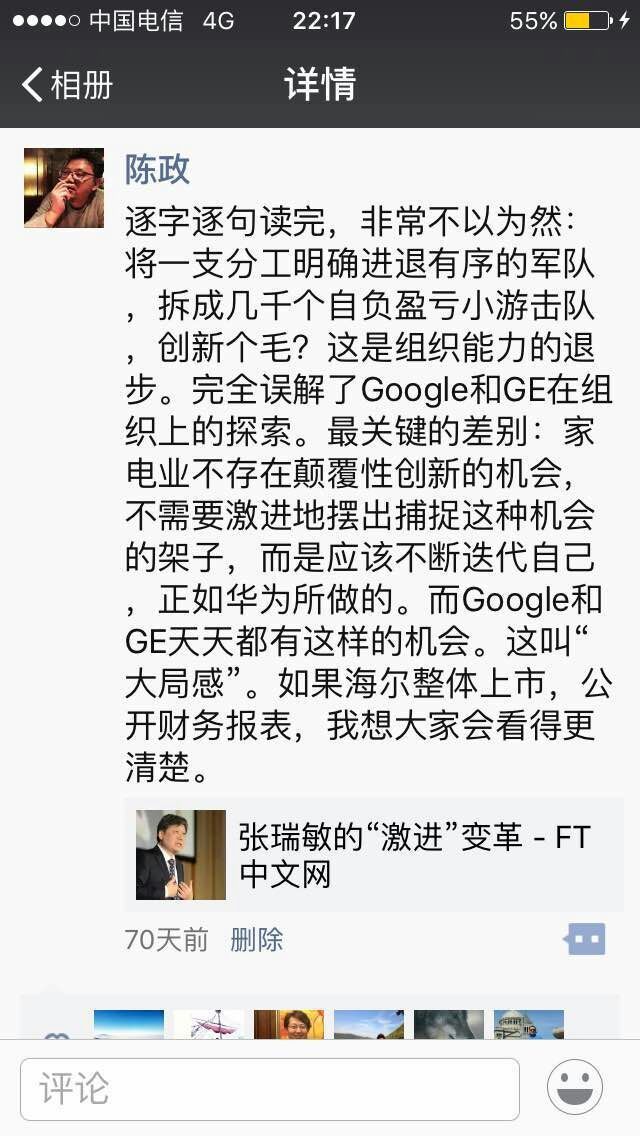 中国电信 4G 22:17 55%
相册 详情
陈政
逐字逐句读完，非常不以为然：
将一支分工明确进退有序的军队
，拆成几千个自负盈亏小游击队
，创新个毛？这是组织能力的退
步。完全误解了Google和GE在组
织上的探索。最关键的差别：家
电业不存在颠覆性创新的机会，
不需要激进地摆出捕捉这种机会
的架子，而是应该不断迭代自己
，正如华为所做的。而Google和
GE天天都有这样的机会。这叫“
大局感”。如果海尔整体上市，公
开财务报表，我想大家会看得更
清楚。
张瑞敏的“激进”变革 - FT
中文网
70天前 删除
评论